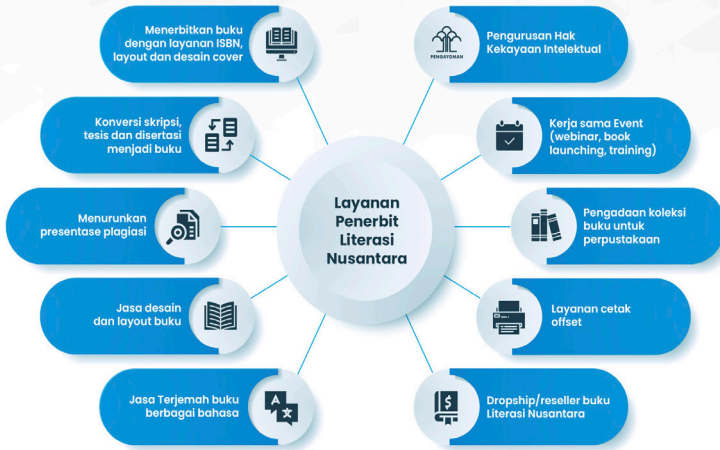 Menerbitkan buku
dengan layanan ISBN,
layout dan desain cover
Konversi skripsi,
tesis dan disertasi
menjadi buku
Menurunkan
presentase plagiasi
Jasa desain
dan layout buku
Jasa Terjemah buku
berbagai bahasa
A
文
Layanan
Penerbit
Literasi
Nusantara
PENGAYOMAN
Pengurusan Hak
Kekayaan Intelektual
Kerja sama Event
(webinar, book
launching, training)
Pengadaan koleksi
buku untuk
perpustakaan
Layanan cetak
offset
$
Dropship/reseller buku
Literasi Nusantara